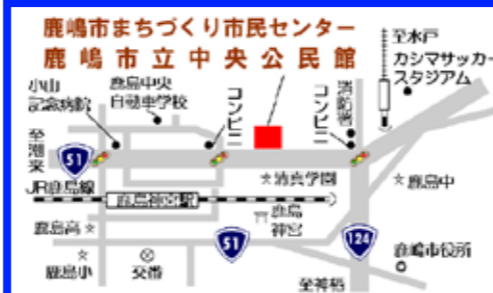 鹿嶋市まちづくり市民センター
鹿嶋市立中央公民館
至水戸
カシマサッカー
スタジアム
小山
記念病院
鹿島中央
自動車学校
コンビニ
コンビニ
消防署
至潮来
51
清真学園
鹿島中
JR鹿島線
鹿島神宮駅
鹿島
神宮
鹿島高
51
124
鹿嶋市役所
鹿島小
交番
至神栖